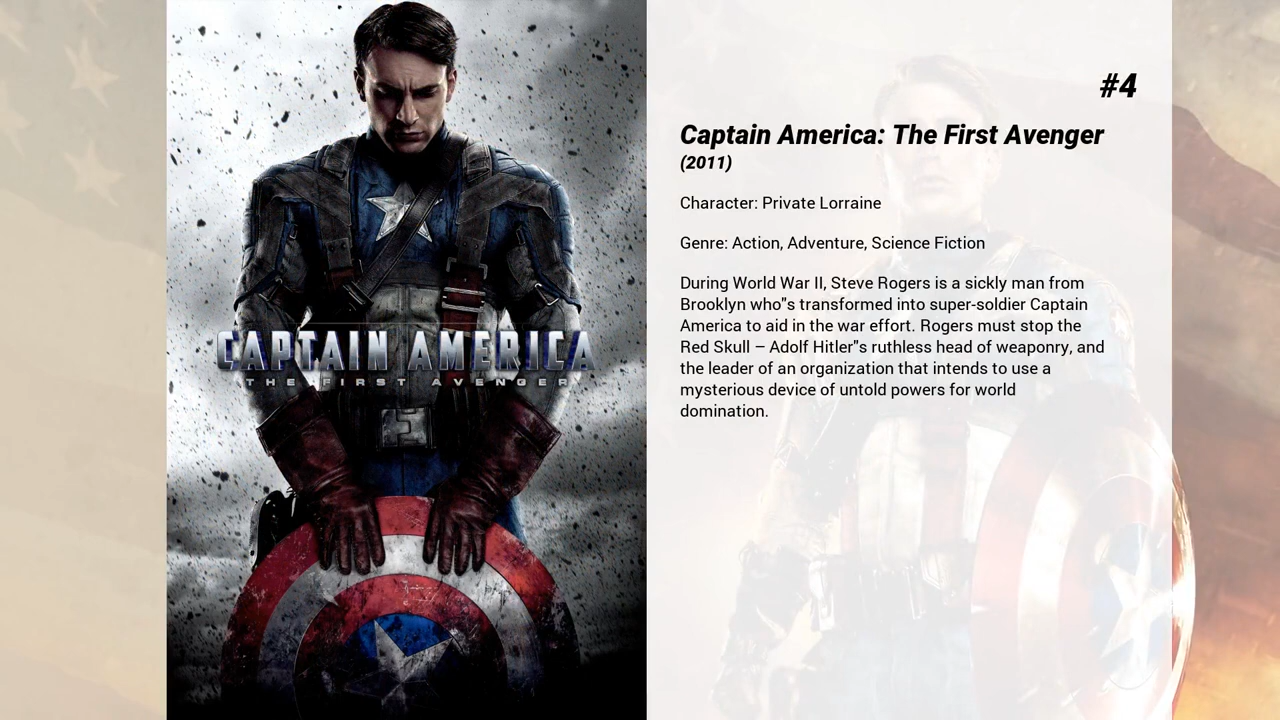 #4
Captain America: The First Avenger
(2011)
Character: Private Lorraine
Genre: Action, Adventure, Science Fiction
During World War II, Steve Rogers is a sickly man from
Brooklyn who"s transformed into super-soldier Captain
America to aid in the war effort. Rogers must stop the
Red Skull – Adolf Hitler"s ruthless head of weaponry, and
the leader of an organization that intends to use a
mysterious device of untold powers for world
domination.
CAPTAIN AMERICA
THE FIRST AVENGER